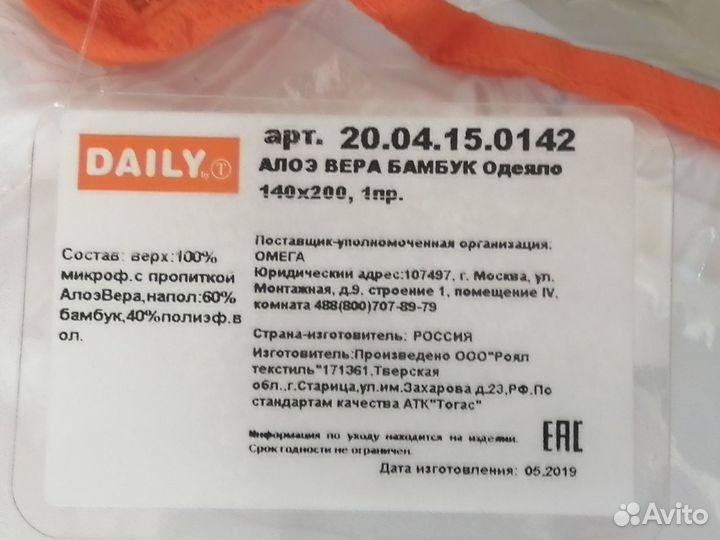 DAILY by T
арт. 20.04.15.0142
АЛОЭ ВЕРА БАМБУК Одеяло
140x200, 1пр.
Состав: верх:100%
микроф.с пропиткой
АлоэВера,напол:60%
бамбук,40%полиэф.в
ол.
Поставщик-уполномоченная организация:
ОМЕГА
Юридический адрес:107497, г. Москва, ул.
Монтажная, д.9, строение 1, помещение IV,
комната 488(800)707-89-79
Страна-изготовитель: РОССИЯ
Изготовитель:Произведено ООО"Роял
текстиль"171361,Тверская
обл.,г.Старица,ул.им.Захарова д.23,РФ.По
стандартам качества АТК"Тогас"
Информация по уходу находится на изделии.
Срок годности не ограничен.
EAC
Дата изготовления: 05.2019
Avito